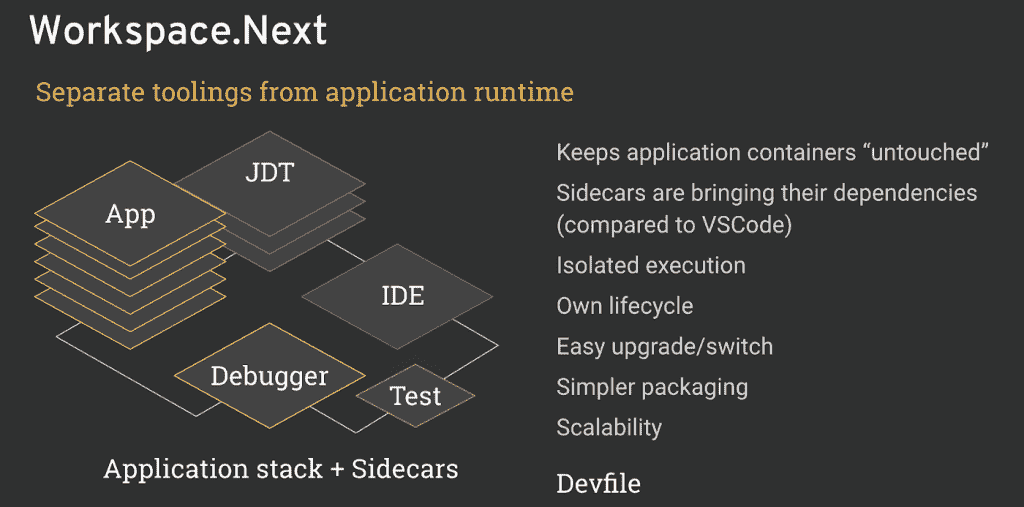 Workspace.Next
Separate toolings from application runtime
JDT
App
IDE
Debugger
Test
Application stack + Sidecars
Keeps application containers “untouched”
Sidecars are bringing their dependencies
(compared to VSCode)
Isolated execution
Own lifecycle
Easy upgrade/switch
Simpler packaging
Scalability
Devfile